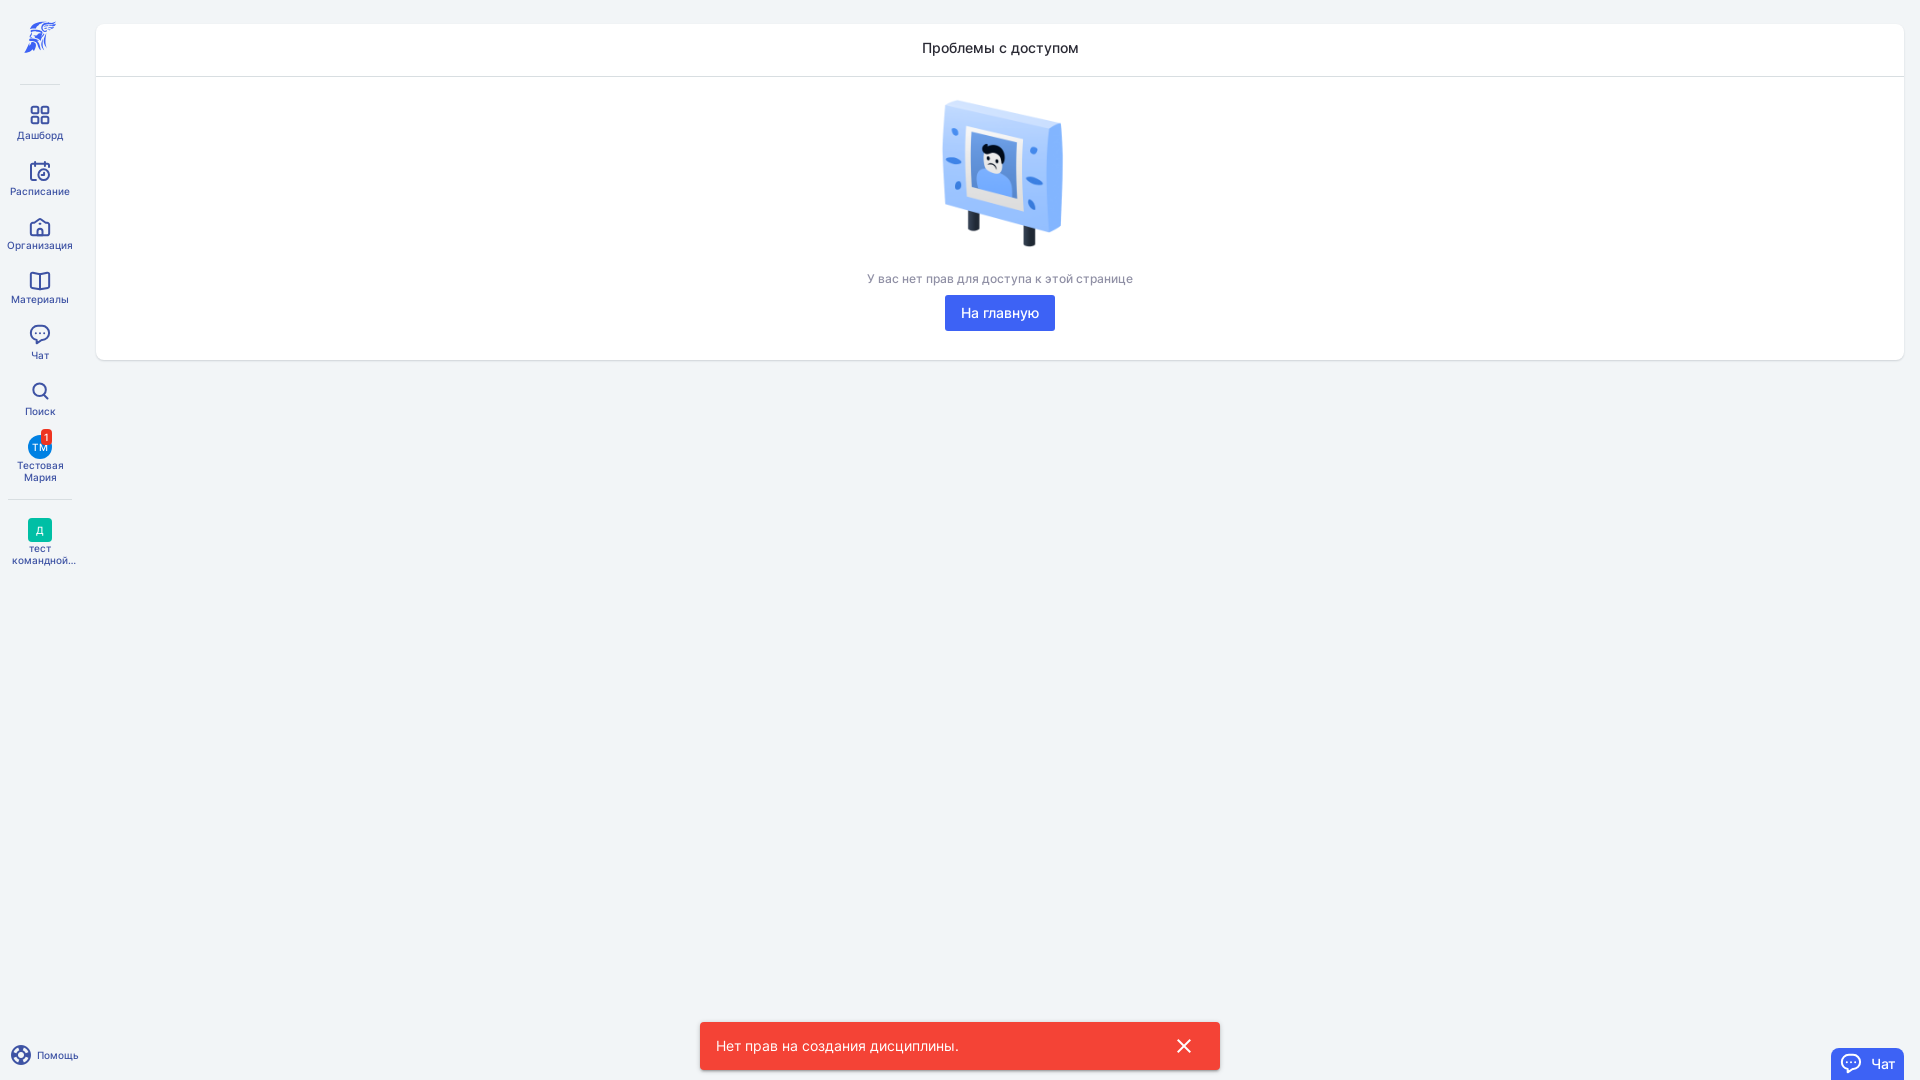 Проблемы с доступом
Дашборд
Расписание
Организация
Материалы
Чат
Поиск
1
ТМ
Тестовая
Мария
Д
тест
командной...
У вас нет прав для доступа к этой странице
На главную
Нет прав на создания дисциплины.
Помощь
Чат